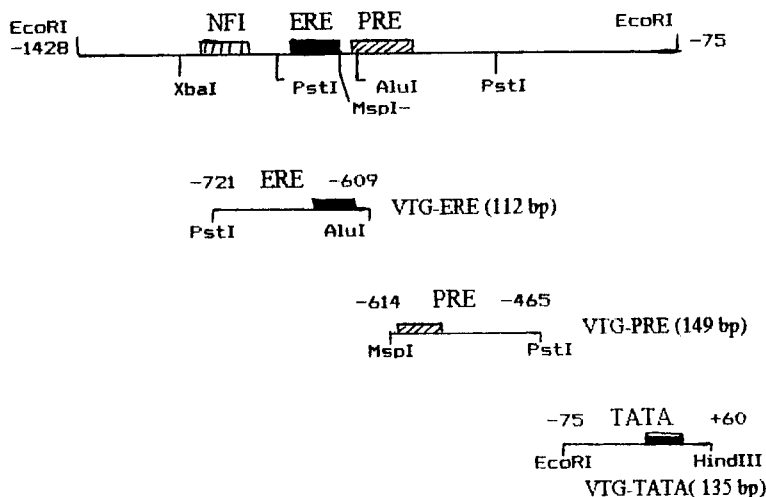 EcoRI NFI ERE PRE EcoRI
-1428 -75
XbaI PstI AluI PstI
MspI-
-721 ERE -609
VTG-ERE (112 bp)
PstI AluI
-614 PRE -465
VTG-PRE (149 bp)
MspI PstI
-75 TATA +60
EcoRI HindIII
VTG-TATA( 135 bp)